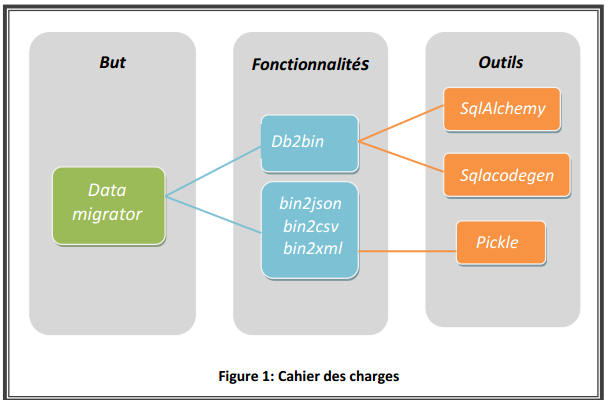 But
Fonctionnalités
Outils
Data
migrator
Db2bin
bin2json
bin2csv
bin2xml
SqlAlchemy
Sqlacodegen
Pickle
Figure 1: Cahier des charges